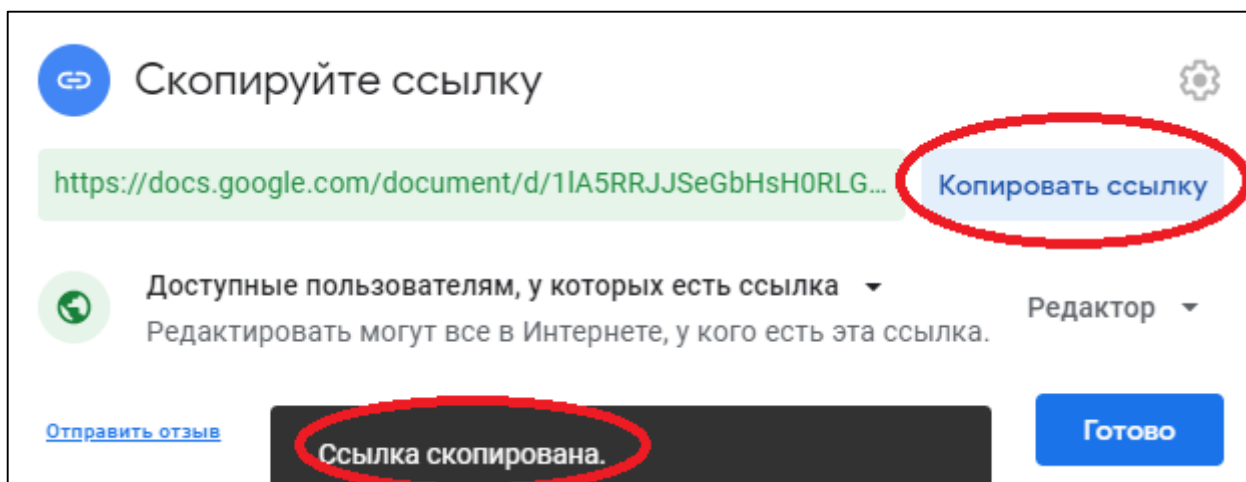 Скопируйте ссылку
https://docs.google.com/document/d/1lA5RRJJSeGbHsH0RLG...
Копировать ссылку
Доступные пользователям, у которых есть ссылка
Редактировать могут все в Интернете, у кого есть эта ссылка.
Редактор
Отправить отзыв
Ссылка скопирована.
Готово